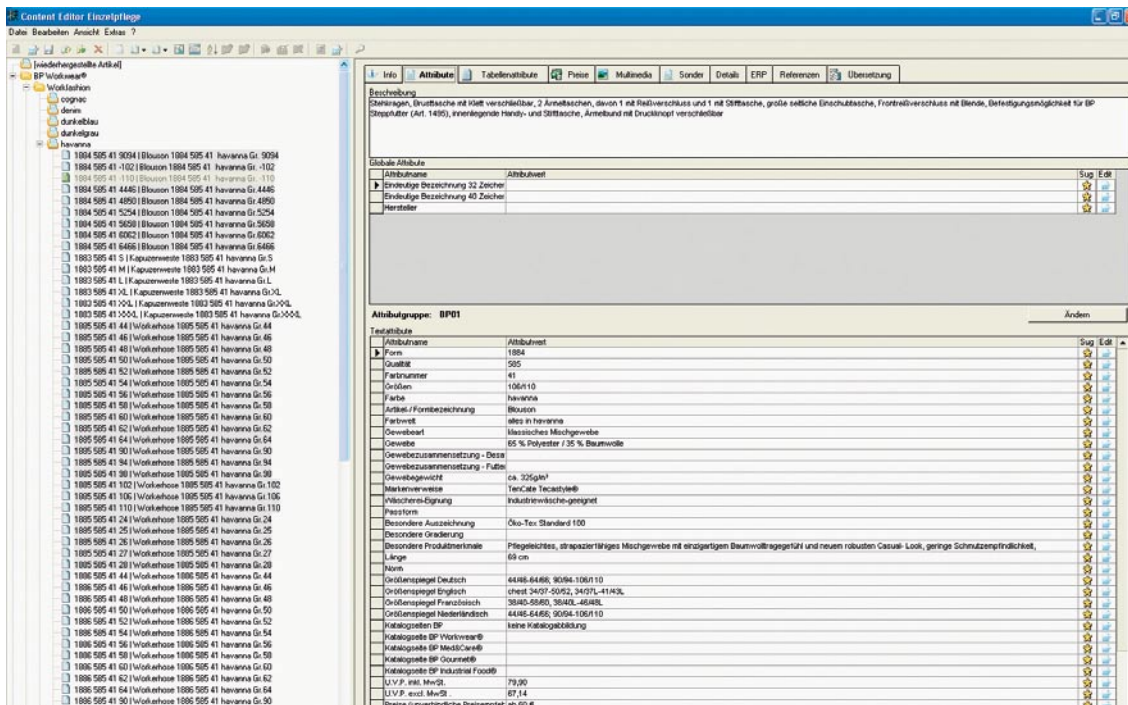 Content Editor Einzelpflege
Datei Bearbeiten Ansicht Extras ?
[wiederhergestellte Artikel]
BP Workwear®
Workfashion
cognac
denim
dunkelblau
dunkelgrau
havanna
1884 585 41 9094 | Blouson 1884 585 41 havanna Gr. 9094
1884 585 41 -102 | Blouson 1884 585 41 havanna Gr. -102
1884 585 41 -110 | Blouson 1884 585 41 havanna Gr. -110
1884 585 41 4446 | Blouson 1884 585 41 havanna Gr.4446
1884 585 41 4850 | Blouson 1884 585 41 havanna Gr.4850
1884 585 41 5254 | Blouson 1884 585 41 havanna Gr.5254
1884 585 41 5658 | Blouson 1884 585 41 havanna Gr.5658
1884 585 41 6062 | Blouson 1884 585 41 havanna Gr.6062
1884 585 41 6466 | Blouson 1884 585 41 havanna Gr.6466
1883 585 41 S | Kapuzenweste 1883 585 41 havanna Gr.S
1883 585 41 M | Kapuzenweste 1883 585 41 havanna Gr.M
1883 585 41 L | Kapuzenweste 1883 585 41 havanna Gr.L
1883 585 41 XL | Kapuzenweste 1883 585 41 havanna Gr.XL
1883 585 41 XXL | Kapuzenweste 1883 585 41 havanna Gr.XXL
1883 585 41 XXXL | Kapuzenweste 1883 585 41 havanna Gr.XXXL
1885 585 41 44 | Workerhose 1885 585 41 havanna Gr.44
1885 585 41 46 | Workerhose 1885 585 41 havanna Gr.46
1885 585 41 48 | Workerhose 1885 585 41 havanna Gr.48
1885 585 41 50 | Workerhose 1885 585 41 havanna Gr.50
1885 585 41 52 | Workerhose 1885 585 41 havanna Gr.52
1885 585 41 54 | Workerhose 1885 585 41 havanna Gr.54
1885 585 41 56 | Workerhose 1885 585 41 havanna Gr.56
1885 585 41 58 | Workerhose 1885 585 41 havanna Gr.58
1885 585 41 60 | Workerhose 1885 585 41 havanna Gr.60
1885 585 41 62 | Workerhose 1885 585 41 havanna Gr.62
1885 585 41 64 | Workerhose 1885 585 41 havanna Gr.64
1885 585 41 90 | Workerhose 1885 585 41 havanna Gr.90
1885 585 41 94 | Workerhose 1885 585 41 havanna Gr.94
1885 585 41 98 | Workerhose 1885 585 41 havanna Gr.98
1885 585 41 102 | Workerhose 1885 585 41 havanna Gr.102
1885 585 41 106 | Workerhose 1885 585 41 havanna Gr.106
1885 585 41 110 | Workerhose 1885 585 41 havanna Gr.110
1885 585 41 24 | Workerhose 1885 585 41 havanna Gr.24
1885 585 41 25 | Workerhose 1885 585 41 havanna Gr.25
1885 585 41 26 | Workerhose 1885 585 41 havanna Gr.26
1885 585 41 27 | Workerhose 1885 585 41 havanna Gr.27
1885 585 41 28 | Workerhose 1885 585 41 havanna Gr.28
1886 585 41 44 | Workerhose 1886 585 41 havanna Gr.44
1886 585 41 46 | Workerhose 1886 585 41 havanna Gr.46
1886 585 41 48 | Workerhose 1886 585 41 havanna Gr.48
1886 585 41 50 | Workerhose 1886 585 41 havanna Gr.50
1886 585 41 52 | Workerhose 1886 585 41 havanna Gr.52
1886 585 41 54 | Workerhose 1886 585 41 havanna Gr.54
1886 585 41 56 | Workerhose 1886 585 41 havanna Gr.56
1886 585 41 58 | Workerhose 1886 585 41 havanna Gr.58
1886 585 41 60 | Workerhose 1886 585 41 havanna Gr.60
1886 585 41 62 | Workerhose 1886 585 41 havanna Gr.62
1886 585 41 64 | Workerhose 1886 585 41 havanna Gr.64
1886 585 41 90 | Workerhose 1886 585 41 havanna Gr.90
Info Attribute Tabellenattribute Preise Multimedia Sonder Details ERP Referenzen Übersetzung
Beschreibung
Stehkragen, Brusttasche mit Klett verschließbar, 2 Ärmeltaschen, davon 1 mit Reißverschluss und 1 mit Stifttasche, große seitliche Einschubtasche, Frontreißverschluss mit Blende, Befestigungsmöglichkeit für BP
Steppfutter (Art. 1495), innenliegende Handy- und Stifttasche, Ärmelbund mit Druckknopf verschließbar
Globale Attribute
Attributname Attributwert Sug Edit
Eindeutige Bezeichnung 32 Zeicher
Eindeutige Bezeichnung 40 Zeicher
Hersteller
Attributgruppe: BP01 Ändern
Textattribute
Attributname Attributwert Sug Edit
Form 1884
Qualität 585
Farbnummer 41
Größen 106/110
Farbe havanna
Artikel-/ Formbezeichnung Blouson
Farbwelt alles in havanna
Gewebeart klassisches Mischgewebe
Gewebe 65 % Polyester / 35 % Baumwolle
Gewebezusammensetzung - Besa
Gewebezusammensetzung - Futter
Gewebegewicht ca. 325g/m²
Markenverweise TenCate Tecastyle®
Wäscherei-Eignung Industriewäsche-geeignet
Passform
Besondere Auszeichnung Öko-Tex Standard 100
Besondere Gradierung
Besondere Produktmerkmale Pflegeleichtes, strapazierfähiges Mischgewebe mit einzigartigen Baumwolltragegefühl und neuem robusten Casual- Look, geringe Schmutzempfindlichkeit,
Länge 69 cm
Norm
Größenspiegel Deutsch 44/46-64/66; 90/94-106/110
Größenspiegel Englisch chest 34/37-50/52, 34/37L-41/43L
Größenspiegel Französisch 38/40-58/60, 38/40L-46/48L
Größenspiegel Niederländisch 44/46-64/66; 90/94-106/110
Katalogseiten BP keine Katalogabbildung
Katalogseite BP Workwear®
Katalogseite BP Med&Care®
Katalogseite BP Gourmet®
Katalogseite BP Industrial Food®
U.V.P. inkl. MwSt. 79,90
U.V.P. excl. MwSt . 67,14
Preise (unverbindliche Preisempfehl ab 60 €